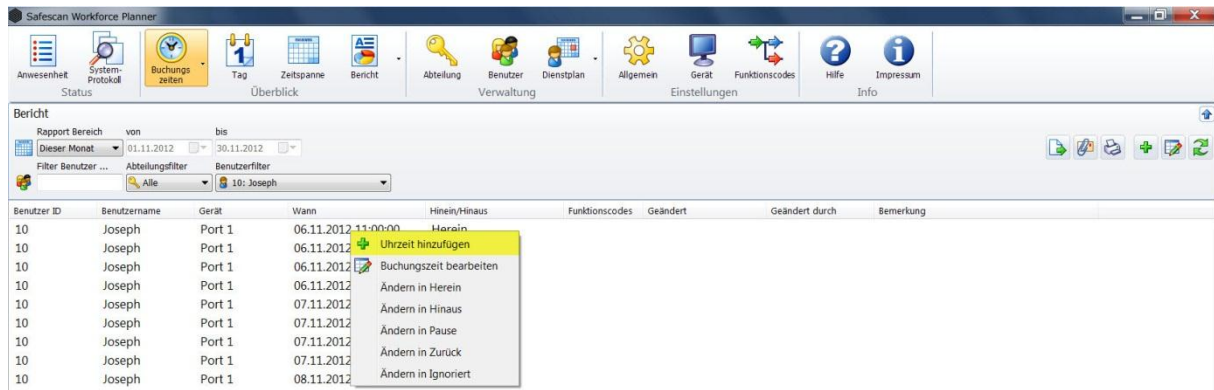 Safescan Workforce Planner
Anwesenheit System-Protokoll Buchungs zeiten Tag Zeitspanne Bericht Abteilung Benutzer Dienstplan Allgemein Gerät Funktionscodes Hilfe Impressum
Status Überblick Verwaltung Einstellungen Info
Bericht
Rapport Bereich von bis
Dieser Monat 01.11.2012 30.11.2012
Filter Benutzer ... Abteilungsfilter Benutzerfilter
Alle 10: Joseph
Benutzer ID Benutzername Gerät Wann Hinein/Hinaus Funktionscodes Geändert Geändert durch Bemerkung
10 Joseph Port 1 06.11.2012 11:00:00 Herein
10 Joseph Port 1 06.11.2012 Uhrzeit hinzufügen
10 Joseph Port 1 06.11.2012 Buchungszeit bearbeiten
10 Joseph Port 1 06.11.2012 Ändern in Herein
10 Joseph Port 1 07.11.2012 Ändern in Hinaus
10 Joseph Port 1 07.11.2012 Ändern in Pause
10 Joseph Port 1 07.11.2012 Ändern in Zurück
10 Joseph Port 1 07.11.2012
10 Joseph Port 1 08.11.2012 Ändern in Ignoriert